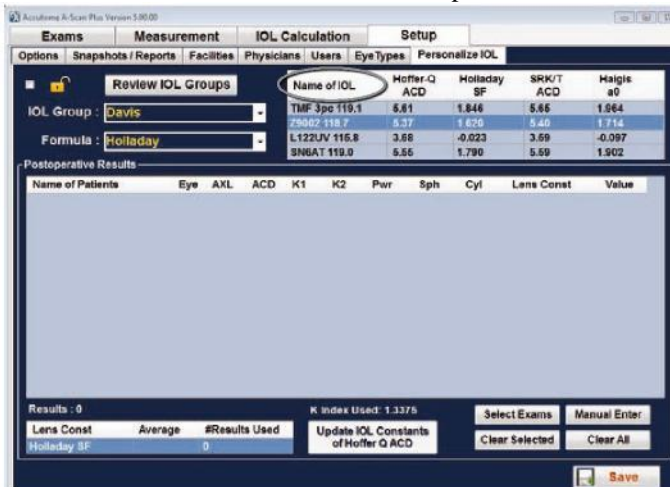 Accutome A-Scan Plus Version 5.00.00
Exams Measurement IOL Calculation Setup
Options Snapshots / Reports Facilities Physicians Users Eye Types Personalize IOL
Review IOL Groups
IOL Group : Davis
Formula : Holladay
Name of IOL Hoffer-Q ACD Holladay SF SRK/T ACD Haigis a0
TMF 3pc 119.1 5.61 1.846 5.65 1.964
Z9002 118.7 5.37 1.620 5.40 1.714
L122UV 115.8 3.68 -0.023 3.59 -0.097
SN6AT 119.0 5.55 1.790 5.59 1.902
Postoperative Results
Name of Patients Eye AXL ACD K1 K2 Pwr Sph Cyl Lens Const Value
Results : 0
K Index Used: 1.3375
Lens Const Average #Results Used
Holladay SF 0
Update IOL Constants
of Hoffer Q ACD
Select Exams Manual Enter
Clear Selected Clear All
Save